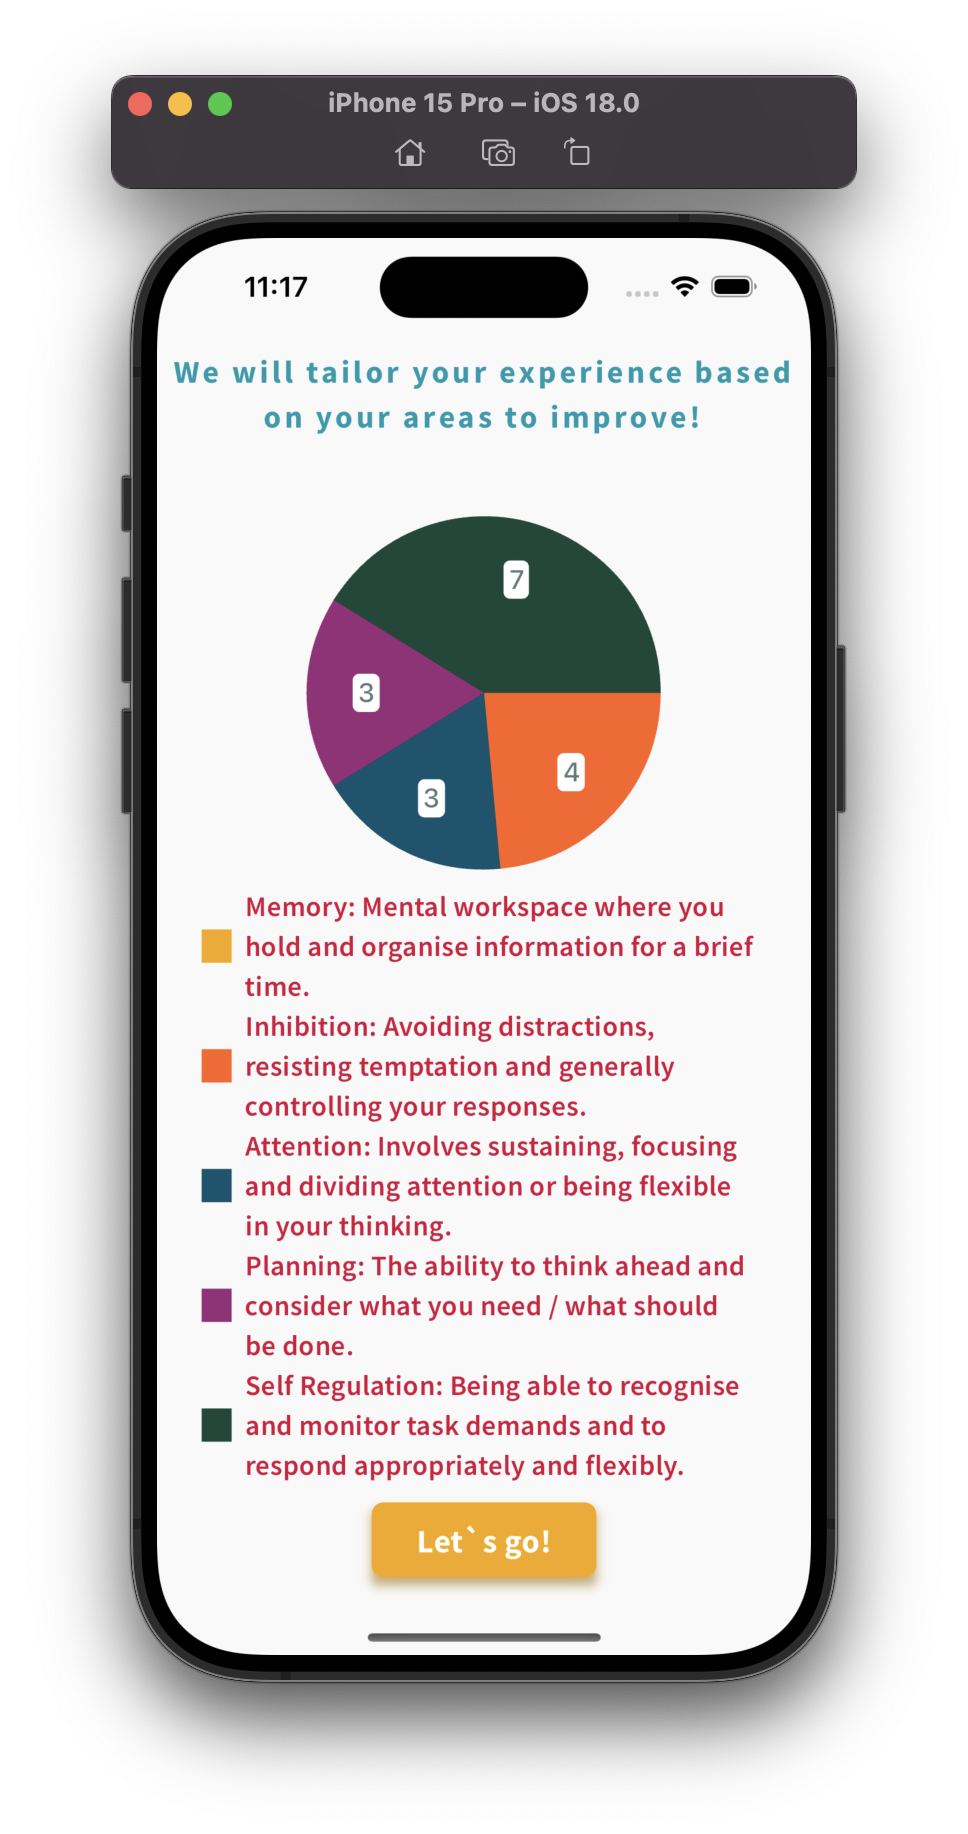 iPhone 15 Pro – iOS 18.0
11:17
We will tailor your experience based
on your areas to improve!
7
3
4
3
Memory: Mental workspace where you
hold and organise information for a brief
time.
Inhibition: Avoiding distractions,
resisting temptation and generally
controlling your responses.
Attention: Involves sustaining, focusing
and dividing attention or being flexible
in your thinking.
Planning: The ability to think ahead and
consider what you need / what should
be done.
Self Regulation: Being able to recognise
and monitor task demands and to
respond appropriately and flexibly.
Let`s go!